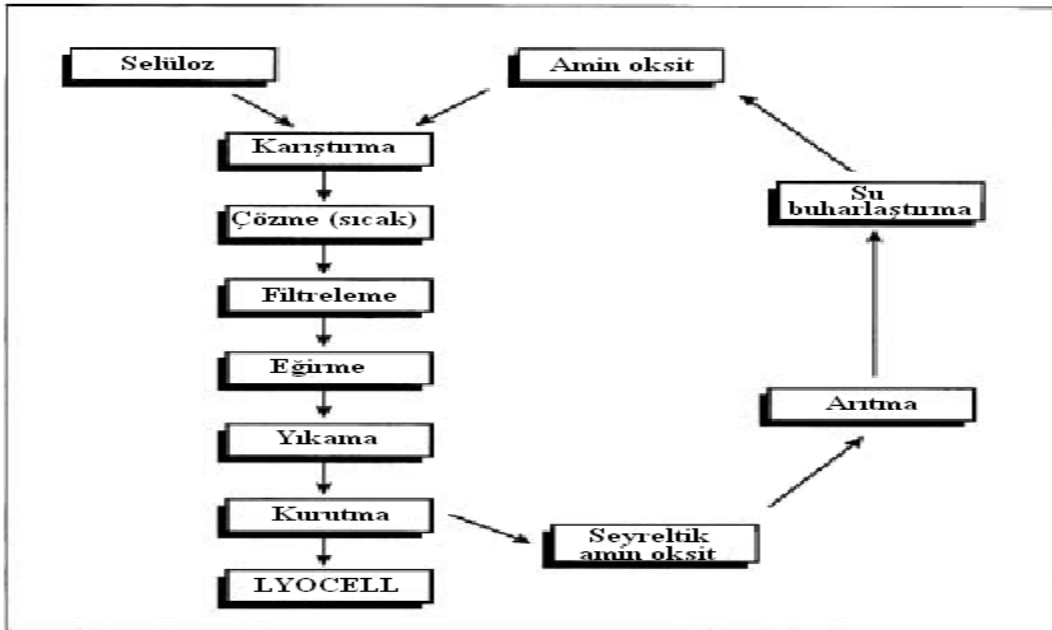 Selüloz
Amin oksit
Karıştırma
Çözme (sıcak)
Filtreleme
Eğirme
Yıkama
Kurutma
LYOCELL
Seyreltik
amin oksit
Arıtma
Su
buharlaştırma